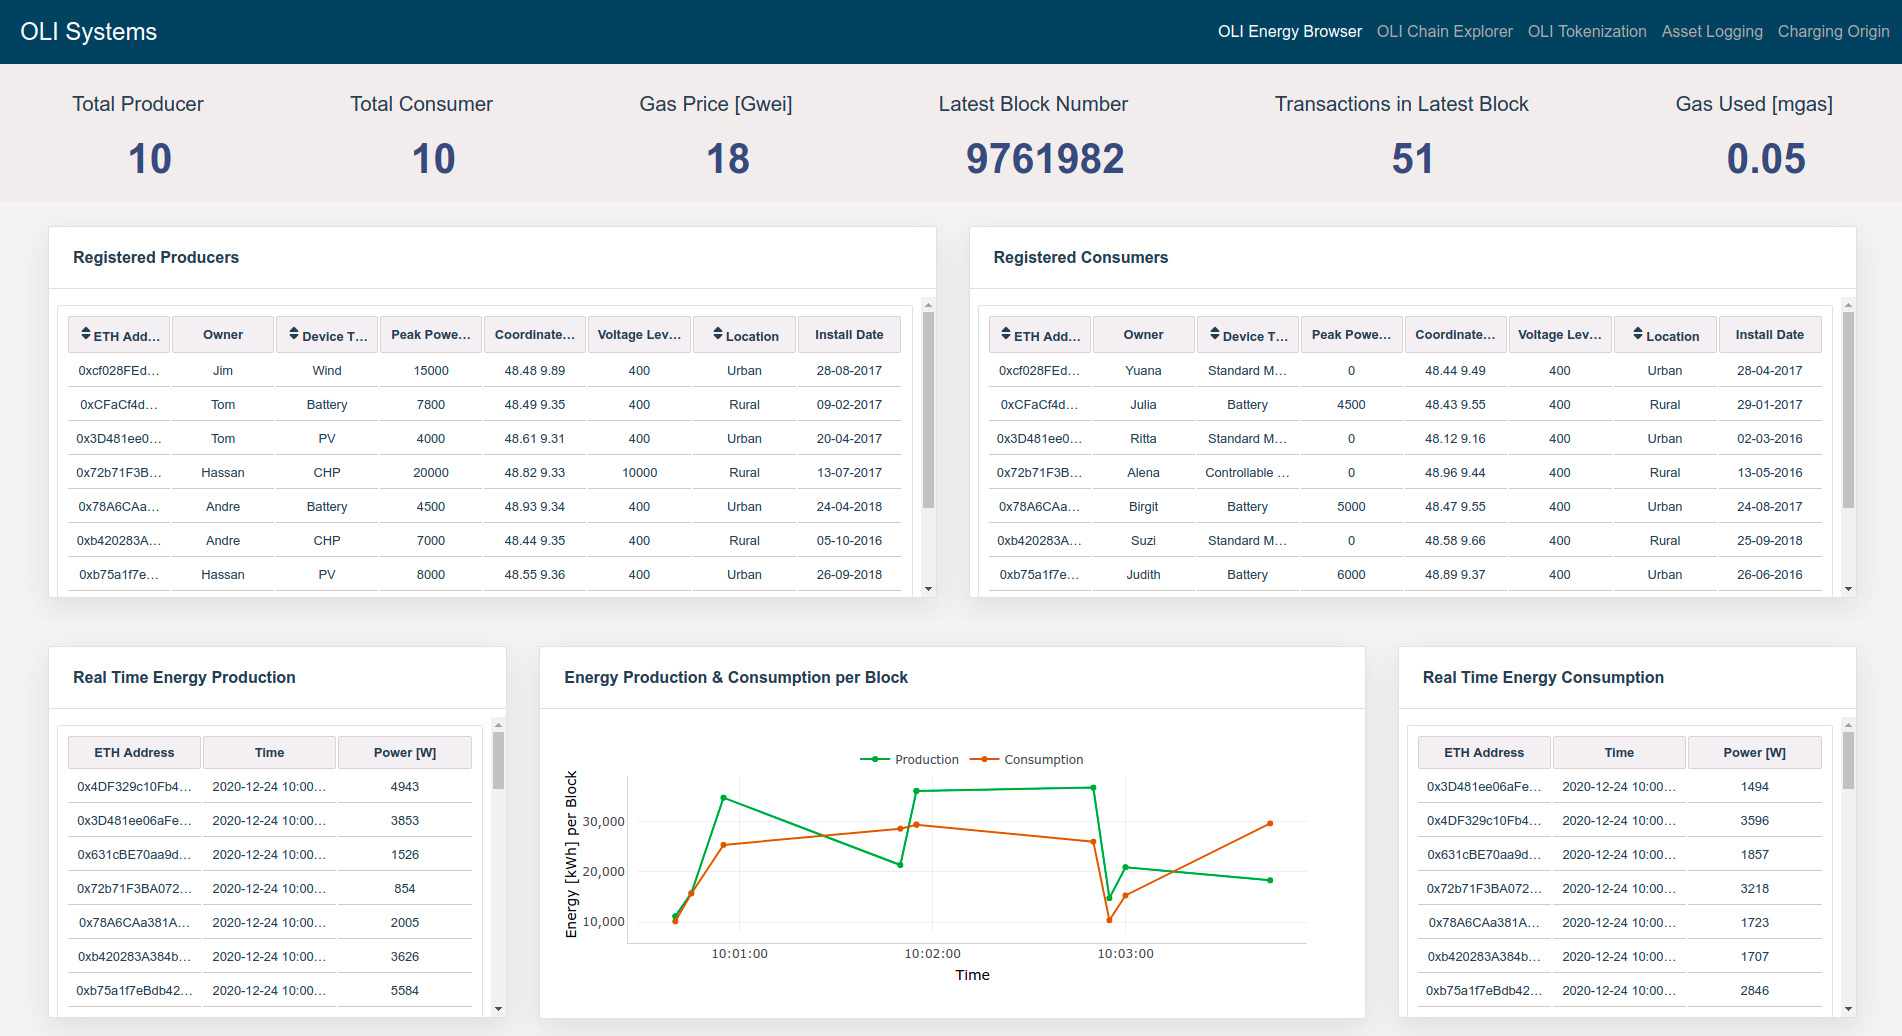 OLI Systems
OLI Energy Browser OLI Chain Explorer OLI Tokenization Asset Logging Charging Origin
Total Producer Total Consumer Gas Price [Gwei] Latest Block Number Transactions in Latest Block Gas Used [mgas]
10 10 18 9761982 51 0.05
Registered Producers
ETH Add... Owner Device T... Peak Powe... Coordinate... Voltage Lev... Location Install Date
0xcf028FEd... Jim Wind 15000 48.48 9.89 400 Urban 28-08-2017
0xCFaCf4d... Tom Battery 7800 48.49 9.35 400 Rural 09-02-2017
0x3D481ee0... Tom PV 4000 48.61 9.31 400 Urban 20-04-2017
0x72b71F3B... Hassan CHP 20000 48.82 9.33 10000 Rural 13-07-2017
0x78A6CAa... Andre Battery 4500 48.93 9.34 400 Urban 24-04-2018
0xb420283A... Andre CHP 7000 48.44 9.35 400 Rural 05-10-2016
0xb75a1f7e... Hassan PV 8000 48.55 9.36 400 Urban 26-09-2018
Registered Consumers
ETH Add... Owner Device T... Peak Powe... Coordinate... Voltage Lev... Location Install Date
0xcf028FEd... Yuana Standard M... 0 48.44 9.49 400 Urban 28-04-2017
0xCFaCf4d... Julia Battery 4500 48.43 9.55 400 Rural 29-01-2017
0x3D481ee0... Ritta Standard M... 0 48.12 9.16 400 Urban 02-03-2016
0x72b71F3B... Alena Controllable ... 0 48.96 9.44 400 Rural 13-05-2016
0x78A6CAa... Birgit Battery 5000 48.47 9.55 400 Urban 24-08-2017
0xb420283A... Suzi Standard M... 0 48.58 9.66 400 Rural 25-09-2018
0xb75a1f7e... Judith Battery 6000 48.89 9.37 400 Urban 26-06-2016
Real Time Energy Production
ETH Address Time Power [W]
0x4DF329c10Fb4... 2020-12-24 10:00... 4943
0x3D481ee06aFe... 2020-12-24 10:00... 3853
0x631cBE70aa9d... 2020-12-24 10:00... 1526
0x72b71F3BA072... 2020-12-24 10:00... 854
0x78A6CAa381A... 2020-12-24 10:00... 2005
0xb420283A384b... 2020-12-24 10:00... 3626
0xb75a1f7eBdb42... 2020-12-24 10:00... 5584
Energy Production & Consumption per Block
Production Consumption
Energy [kWh] per Block
30,000
20,000
10,000
10:01:00 10:02:00 10:03:00
Time
Real Time Energy Consumption
ETH Address Time Power [W]
0x3D481ee06aFe... 2020-12-24 10:00... 1494
0x4DF329c10Fb4... 2020-12-24 10:00... 3596
0x631cBE70aa9d... 2020-12-24 10:00... 1857
0x72b71F3BA072... 2020-12-24 10:00... 3218
0x78A6CAa381A... 2020-12-24 10:00... 1723
0xb420283A384b... 2020-12-24 10:00... 1707
0xb75a1f7eBdb42... 2020-12-24 10:00... 2846